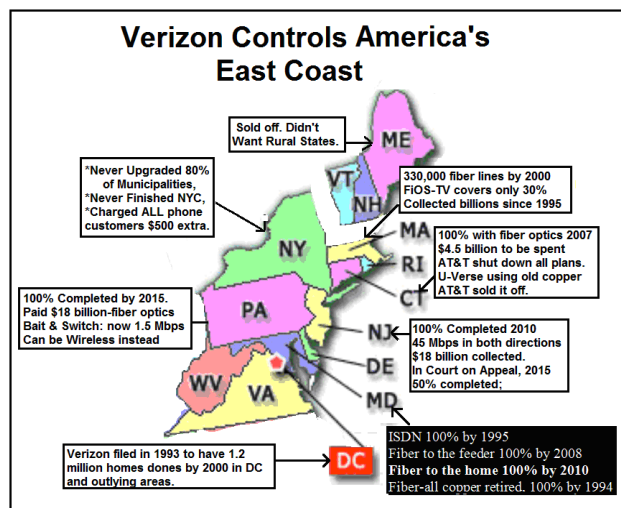 Verizon Controls America's
East Coast
Sold off. Didn't
Want Rural States.
ME
*Never Upgraded 80%
of Municipalities,
*Never Finished NYC,
*Charged ALL phone
customers $500 extra.
330,000 fiber lines by 2000
FiOS-TV covers only 30%
Collected billions since 1995
VT
NH
NY
MA
RI
CT
100% with fiber optics 2007
$4.5 billion to be spent
AT&T shut down all plans.
U-Verse using old copper
AT&T sold it off.
100% Completed by 2015.
Paid $18 billion-fiber optics
Bait & Switch: now 1.5 Mbps
Can be Wireless instead
PA
NJ
100% Completed 2010
45 Mbps in both directions
$18 billion collected.
In Court on Appeal, 2015
50% completed;
DE
WV
VA
MD
ISDN 100% by 1995
Fiber to the feeder 100% by 2008
Fiber to the home 100% by 2010
Fiber-all copper retired. 100% by 1994
Verizon filed in 1993 to have 1.2
million homes dones by 2000 in DC
and outlying areas.
DC